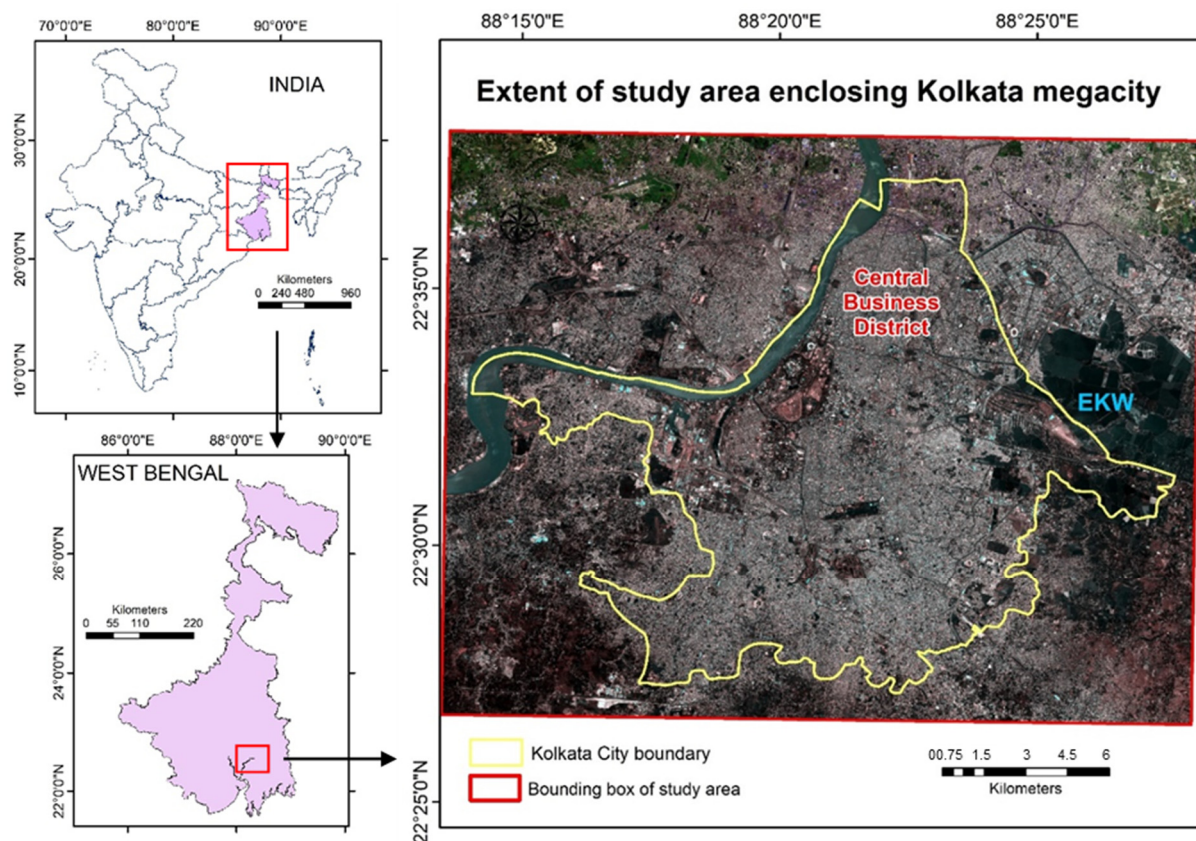 70°0'0"E 80°0'0"E 90°0'0"E
INDIA
30°0'0"N
20°0'0"N
10°0'0"N
Kilometers
0 240 480 960
86°0'0"E 88°0'0"E 90°0'0"E
WEST BENGAL
26°0'0"N
24°0'0"N
22°0'0"N
Kilometers
0 55 110 220
88°15'0"E 88°20'0"E 88°25'0"E
Extent of study area enclosing Kolkata megacity
22°35'0"N
22°30'0"N
22°25'0"N
Central
Business
District
EKW
Kolkata City boundary
Bounding box of study area
00.75 1.5 3 4.5 6
Kilometers